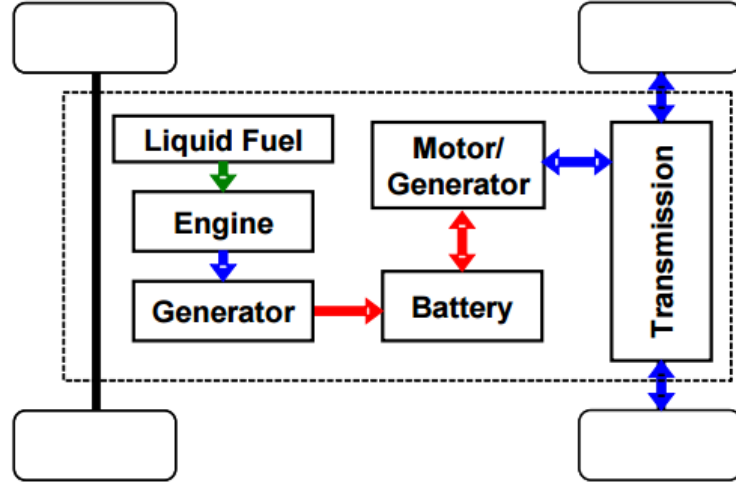 Liquid Fuel
Engine
Generator
Motor/
Generator
Battery
Transmission